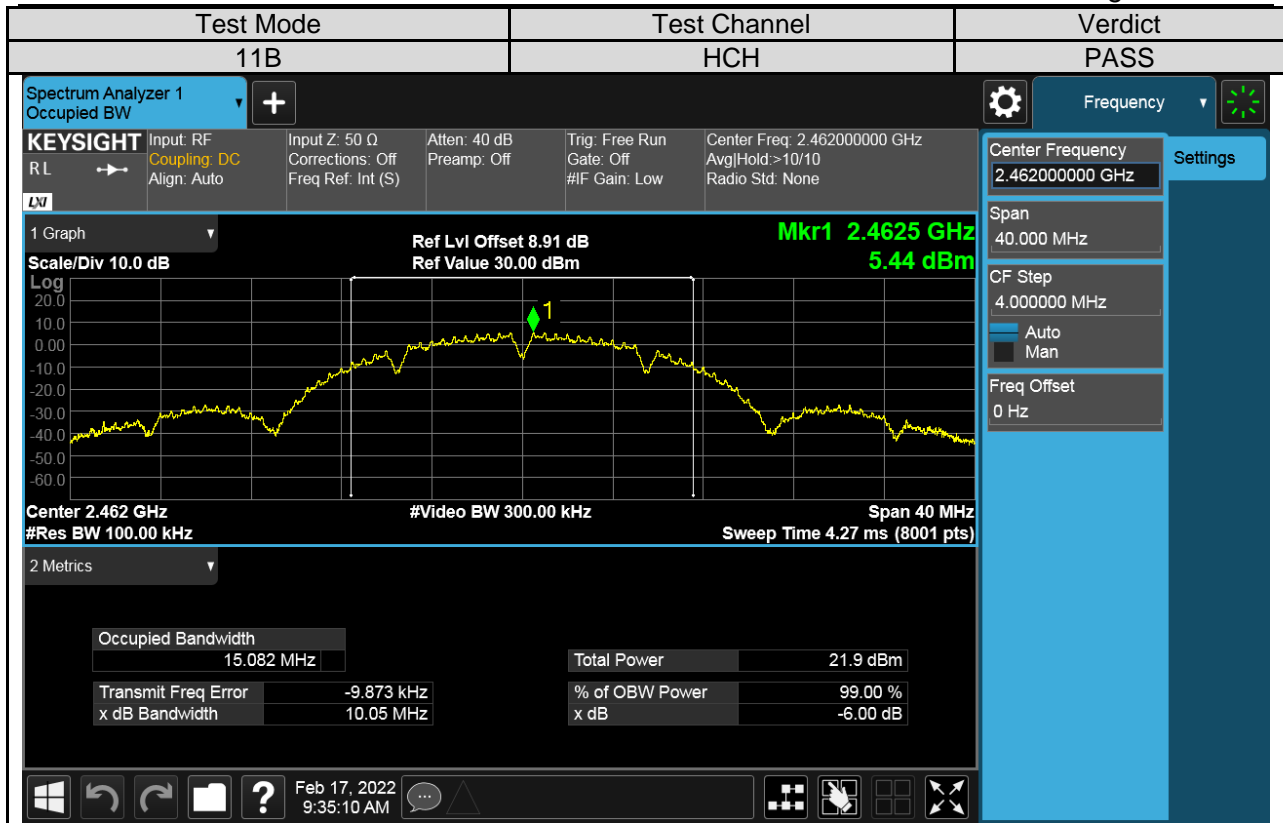 Test Mode Test Channel Verdict
11B HCH PASS
Spectrum Analyzer 1
Occupied BW
Frequency
KEYSIGHT Input: RF Input Z: 50 Ω Atten: 40 dB Trig: Free Run Center Freq: 2.462000000 GHz
RL Coupling: DC Corrections: Off Preamp: Off Gate: Off Avg|Hold:>10/10
Align: Auto Freq Ref: Int (S) #IF Gain: Low Radio Std: None
LXI
Center Frequency
2.462000000 GHz
Settings
Span
40.000 MHz
CF Step
4.000000 MHz
Auto
Man
Freq Offset
0 Hz
1 Graph
Ref Lvl Offset 8.91 dB Mkr1 2.4625 GHz
Scale/Div 10.0 dB Ref Value 30.00 dBm 5.44 dBm
Log
20.0
10.0
0.00
-10.0
-20.0
-30.0
-40.0
-50.0
-60.0
1
Center 2.462 GHz #Video BW 300.00 kHz Span 40 MHz
#Res BW 100.00 kHz Sweep Time 4.27 ms (8001 pts)
2 Metrics
Occupied Bandwidth
15.082 MHz Total Power 21.9 dBm
Transmit Freq Error -9.873 kHz % of OBW Power 99.00 %
x dB Bandwidth 10.05 MHz x dB -6.00 dB
? Feb 17, 2022
9:35:10 AM